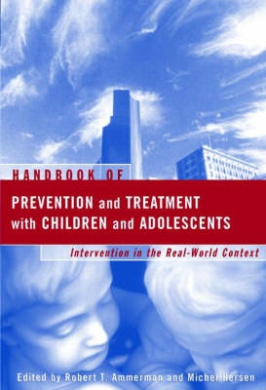 HANDBOOK OF
PREVENTION and TREATMENT
with CHILDREN and ADOLESCENTS
Intervention in the Real-World Context
Edited by Robert T. Ammerman and Michel Hersen